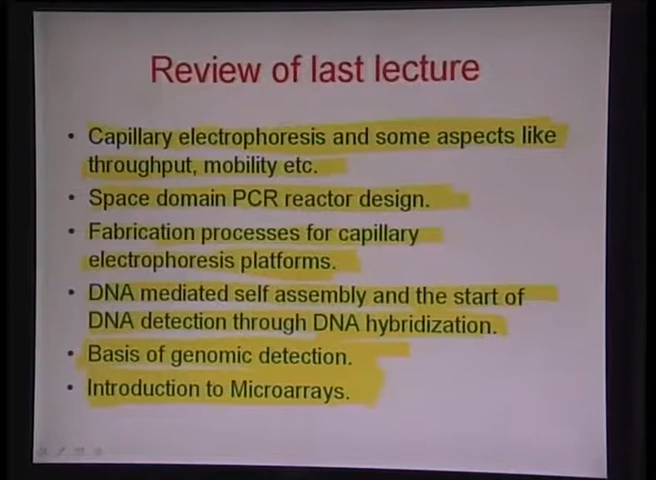 Review of last lecture
• Capillary electrophoresis and some aspects like
throughput, mobility etc.
• Space domain PCR reactor design.
• Fabrication processes for capillary
electrophoresis platforms.
• DNA mediated self assembly and the start of
DNA detection through DNA hybridization.
• Basis of genomic detection.
• Introduction to Microarrays.